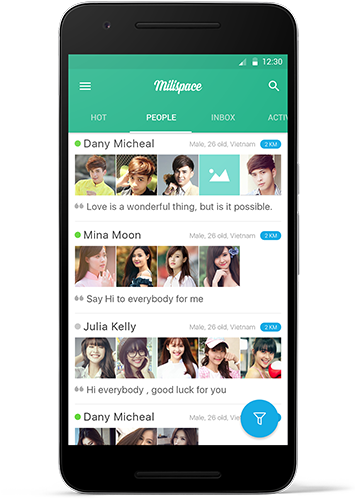 12:30
Milispace
HOT PEOPLE INBOX ACTIV
Dany Micheal Male, 26 old, Vietnam 2 KM
Love is a wonderful thing, but is it possible.
Mina Moon Male, 26 old, Vietnam 2 KM
Say Hi to everybody for me
Julia Kelly Male, 26 old, Vietnam 2 KM
Hi everybody , good luck for you
Dany Micheal Male, 26 old, Vietnam